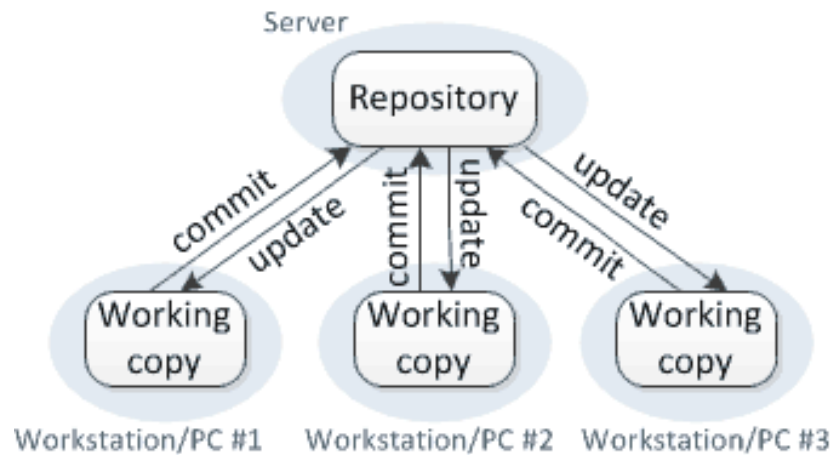 Server
Repository
commit
update
commit
update
update
commit
Working
copy
Working
copy
Working
copy
Workstation/PC #1
Workstation/PC #2
Workstation/PC #3